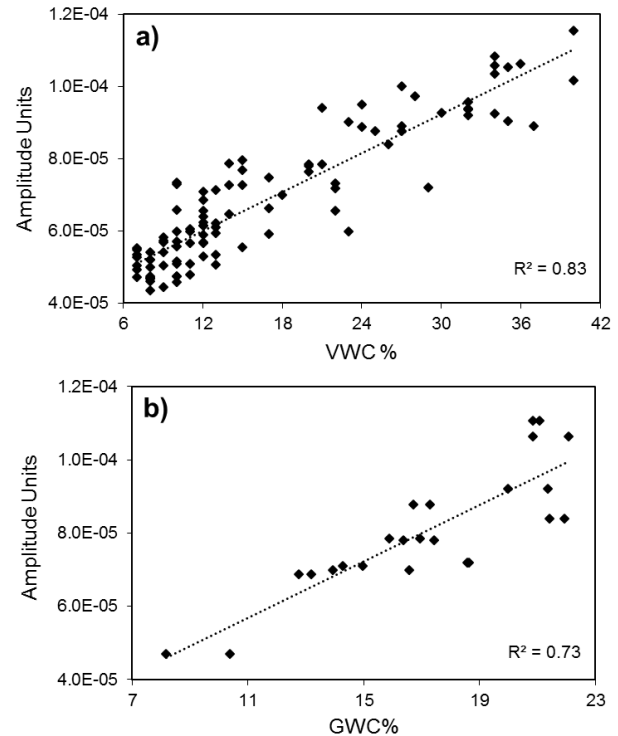 a)
Amplitude Units
1.2E-04
1.0E-04
8.0E-05
6.0E-05
4.0E-05
R² = 0.83
6 12 18 24 30 36 42
VWC %
b)
Amplitude Units
1.2E-04
1.0E-04
8.0E-05
6.0E-05
4.0E-05
R² = 0.73
7 11 15 19 23
GWC%